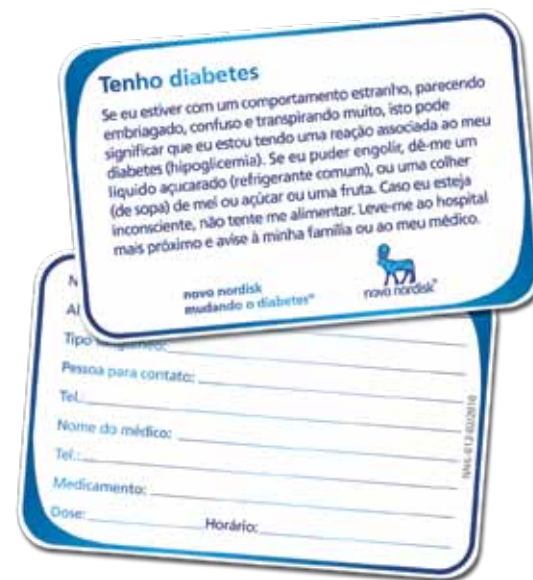 Tenho diabetes
Se eu estiver com um comportamento estranho, parecendo
embriagado, confuso e transpirando muito, isto pode
significar que eu estou tendo uma reação associada ao meu
diabetes (hipoglicemia). Se eu puder engolir, dê-me um
líquido açucarado (refrigerante comum), ou uma colher
(de sopa) de mel ou açúcar ou uma fruta. Caso eu esteja
inconsciente, não tente me alimentar. Leve-me ao hospital
mais próximo e avise à minha família ou ao meu médico.
novo nordisk
mudando o diabetes®
novo nordisk®
N
Al
Tipo
Pessoa para contato:
Tel.:
Nome do médico:
Tel.:
Medicamento:
Dose: Horário: